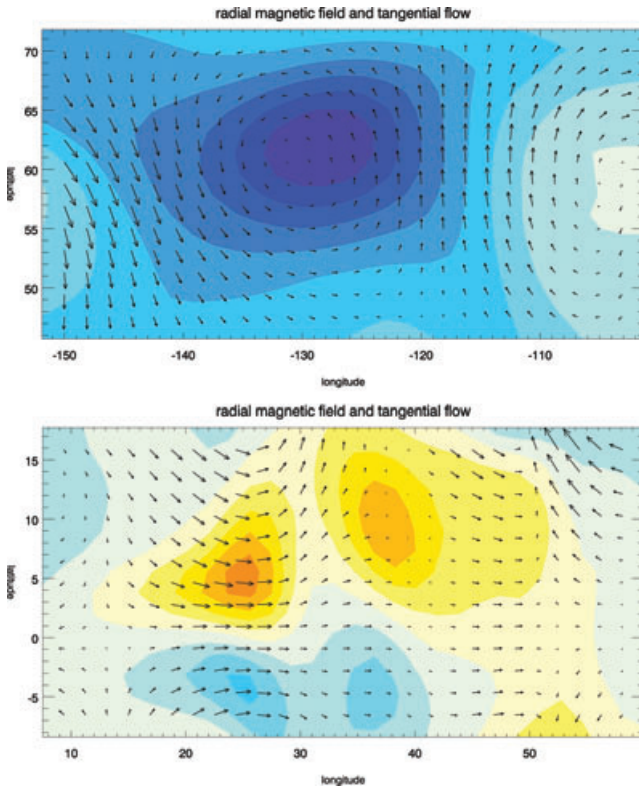 radial magnetic field and tangential flow
70
65
60
55
50
latitude
-150 -140 -130 -120 -110
longitude
radial magnetic field and tangential flow
15
10
5
0
-5
latitude
10 20 30 40 50
longitude